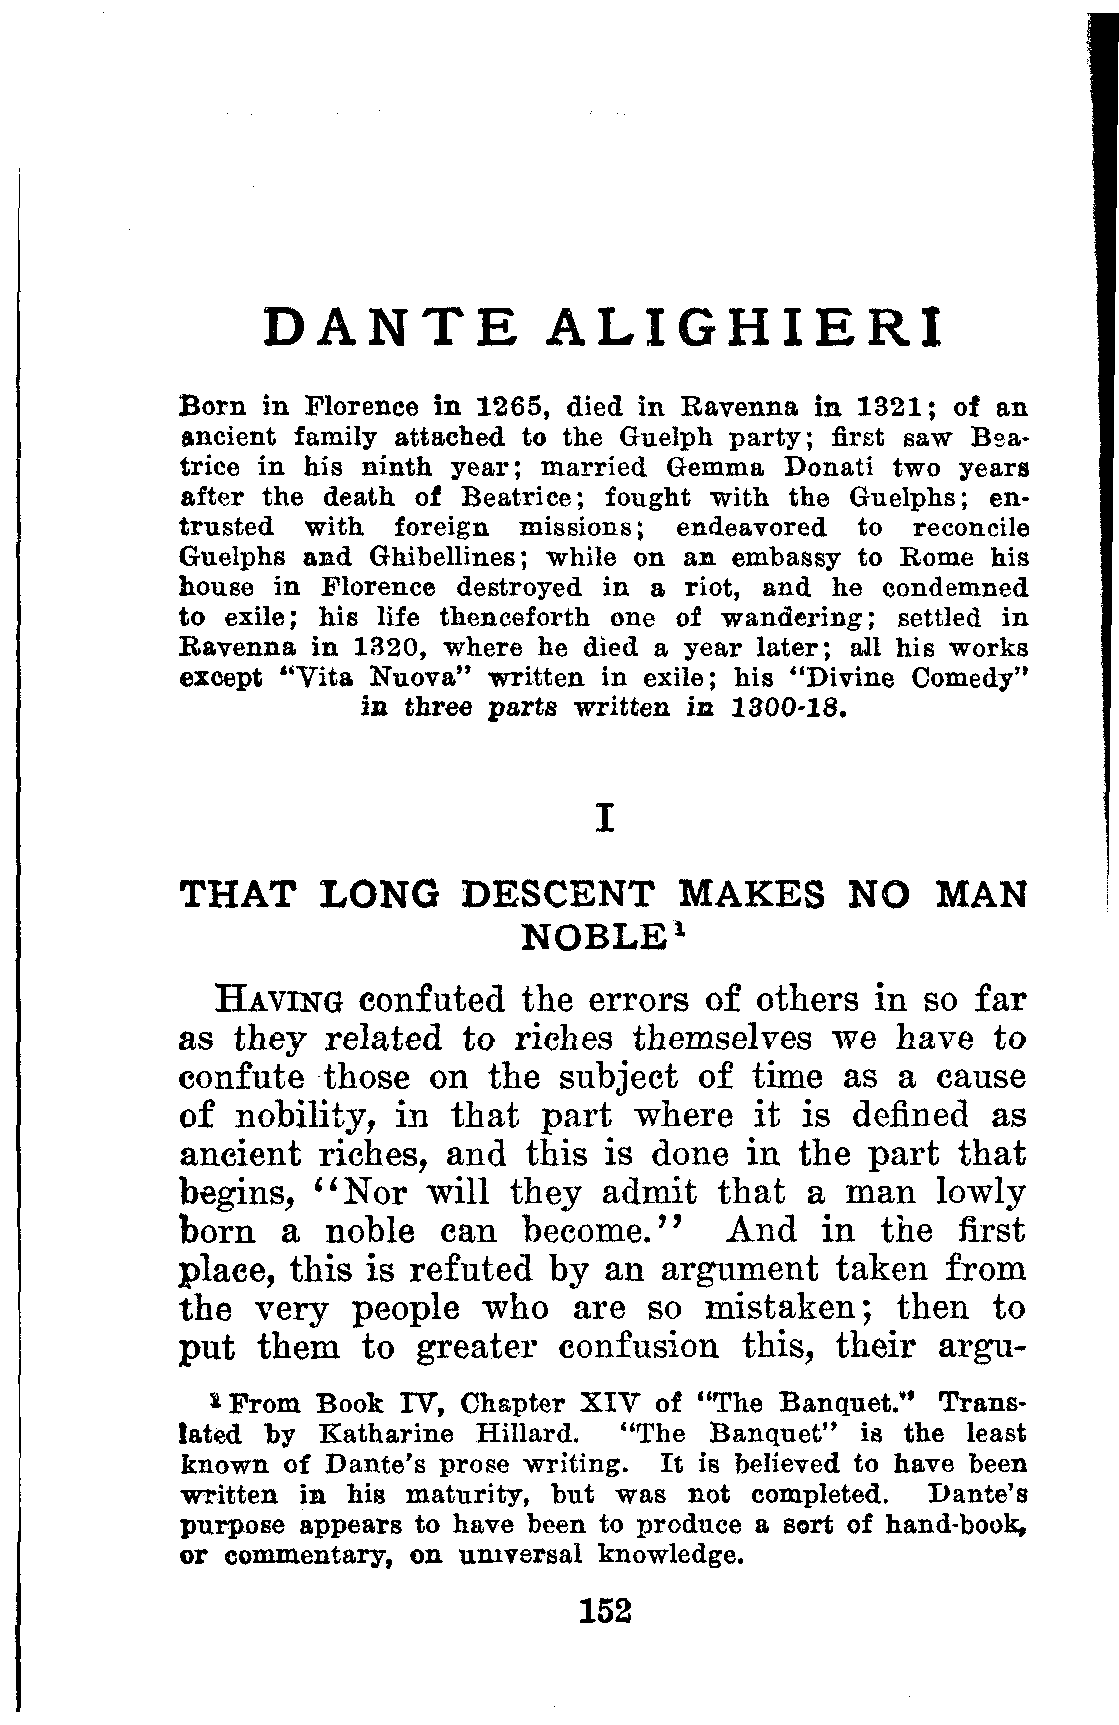 DANTE ALIGHIERI
Born in Florence in 1265, died in Ravenna in 1321; of an
ancient family attached to the Guelph party; first saw Bea-
trice in his ninth year; married Gemma Donati two years
after the death of Beatrice; fought with the Guelphs; en-
trusted with foreign missions; endeavored to reconcile
Guelphs and Ghibellines; while on an embassy to Rome his
house in Florence destroyed in a riot, and he condemned
to exile; his life thenceforth one of wandering; settled in
Ravenna in 1320, where he died a year later; all his works
except "Vita Nuova" written in exile; his "Divine Comedy"
in three parts written in 1300-18.
I
THAT LONG DESCENT MAKES NO MAN
NOBLE¹
HAVING confuted the errors of others in so far
as they related to riches themselves we have to
confute those on the subject of time as a cause
of nobility, in that part where it is defined as
ancient riches, and this is done in the part that
begins, "Nor will they admit that a man lowly
born a noble can become." And in the first
place, this is refuted by an argument taken from
the very people who are so mistaken; then to
put them to greater confusion this, their argu-
¹ From Book IV, Chapter XIV of "The Banquet." Trans-
lated by Katharine Hillard. "The Banquet" is the least
known of Dante's prose writing. It is believed to have been
written in his maturity, but was not completed. Dante's
purpose appears to have been to produce a sort of hand-book,
or commentary, on universal knowledge.
152